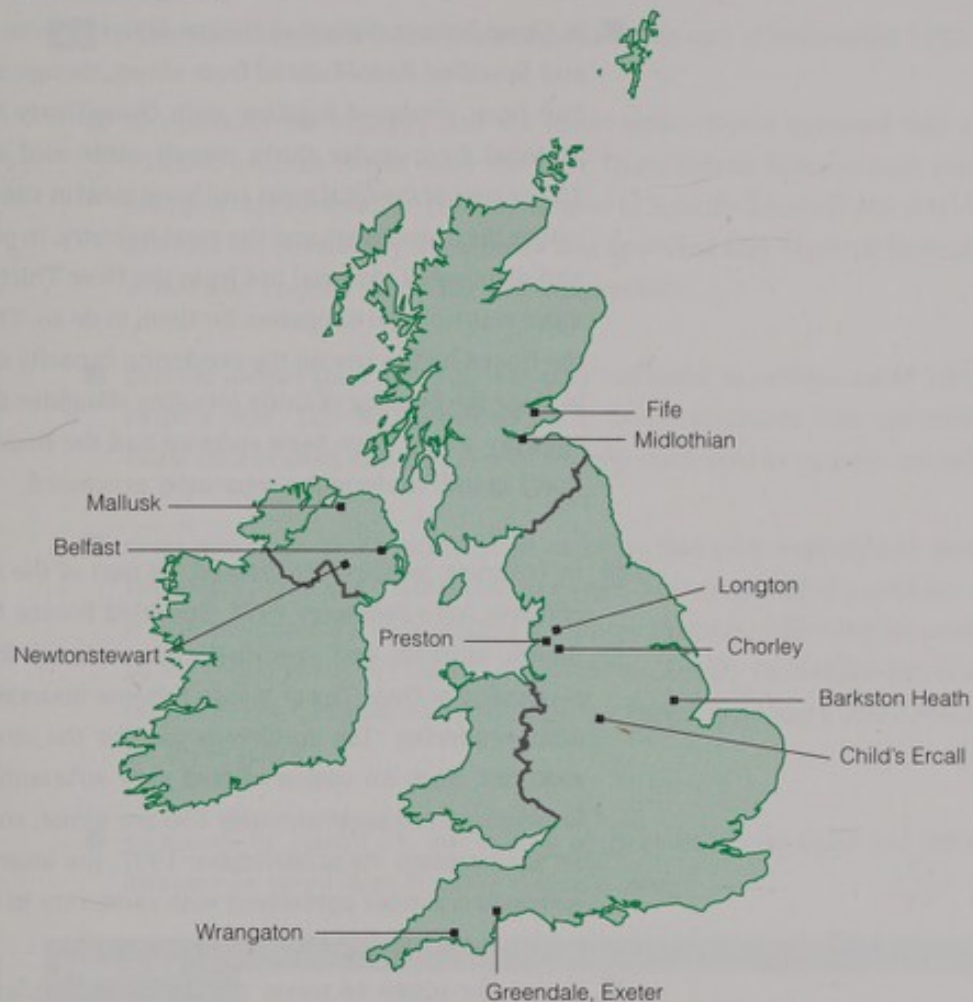 Fife
Midlothian
Mallusk
Belfast
Newtonstewart
Longton
Preston
Chorley
Barkston Heath
Child's Ercall
Wrangaton
Greendale, Exeter